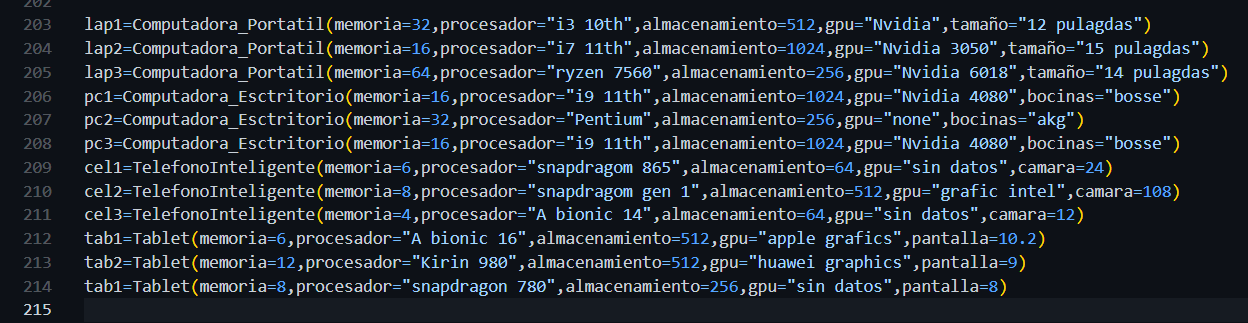 202
203 lap1=Computadora_Portatil(memoria=32,procesador="i3 10th",almacenamiento=512,gpu="Nvidia",tamaño="12 pulagdas")
204 lap2=Computadora_Portatil(memoria=16,procesador="i7 11th",almacenamiento=1024,gpu="Nvidia 3050",tamaño="15 pulagdas")
205 lap3=Computadora_Portatil(memoria=64,procesador="ryzen 7560",almacenamiento=256,gpu="Nvidia 6018",tamaño="14 pulagdas")
206 pc1=Computadora_Esctritorio(memoria=16,procesador="i9 11th",almacenamiento=1024,gpu="Nvidia 4080",bocinas="bosse")
207 pc2=Computadora_Esctritorio(memoria=32,procesador="Pentium",almacenamiento=256,gpu="none",bocinas="akg")
208 pc3=Computadora_Esctritorio(memoria=16,procesador="i9 11th",almacenamiento=1024,gpu="Nvidia 4080",bocinas="bosse")
209 cel1=TelefonoInteligente(memoria=6,procesador="snapdragom 865",almacenamiento=64,gpu="sin datos",camara=24)
210 cel2=TelefonoInteligente(memoria=8,procesador="snapdragom gen 1",almacenamiento=512,gpu="grafic intel",camara=108)
211 cel3=TelefonoInteligente(memoria=4,procesador="A bionic 14",almacenamiento=64,gpu="sin datos",camara=12)
212 tab1=Tablet(memoria=6,procesador="A bionic 16",almacenamiento=512,gpu="apple grafics",pantalla=10.2)
213 tab2=Tablet(memoria=12,procesador="Kirin 980",almacenamiento=512,gpu="huawei graphics",pantalla=9)
214 tab1=Tablet(memoria=8,procesador="snapdragon 780",almacenamiento=256,gpu="sin datos",pantalla=8)
215